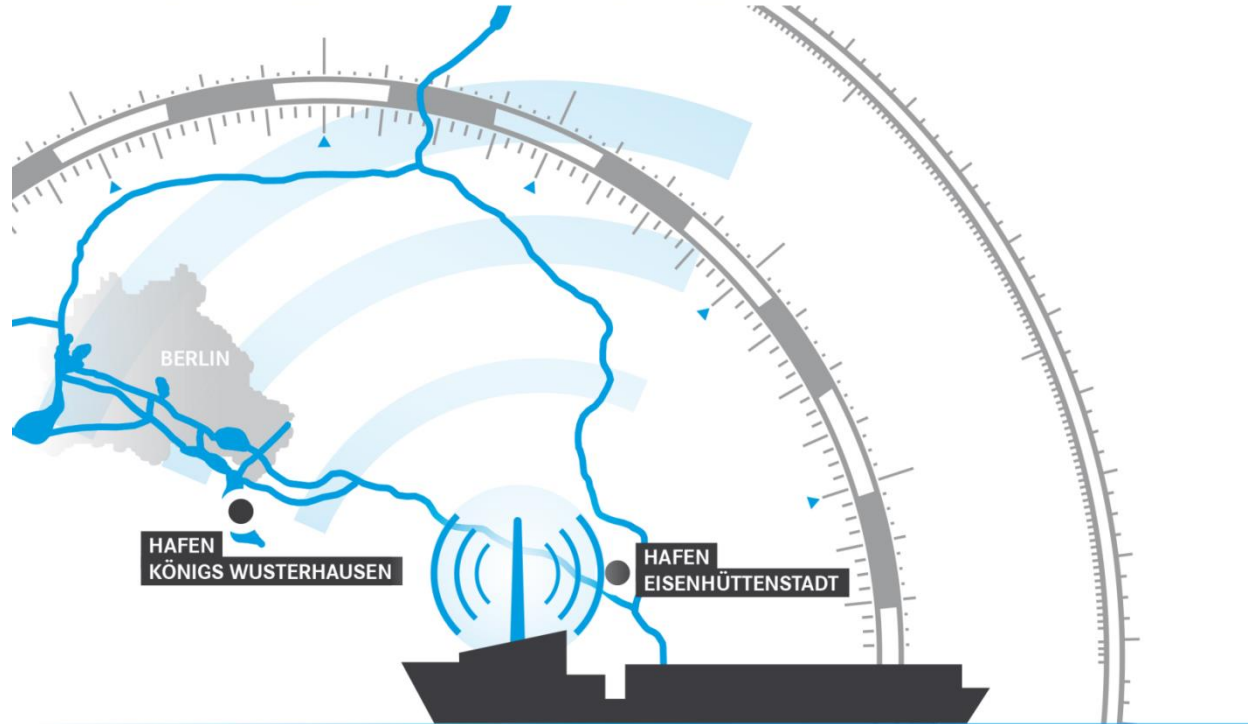 BERLIN
HAFEN
KÖNIGS WUSTERHAUSEN
HAFEN
EISENHÜTTENSTADT